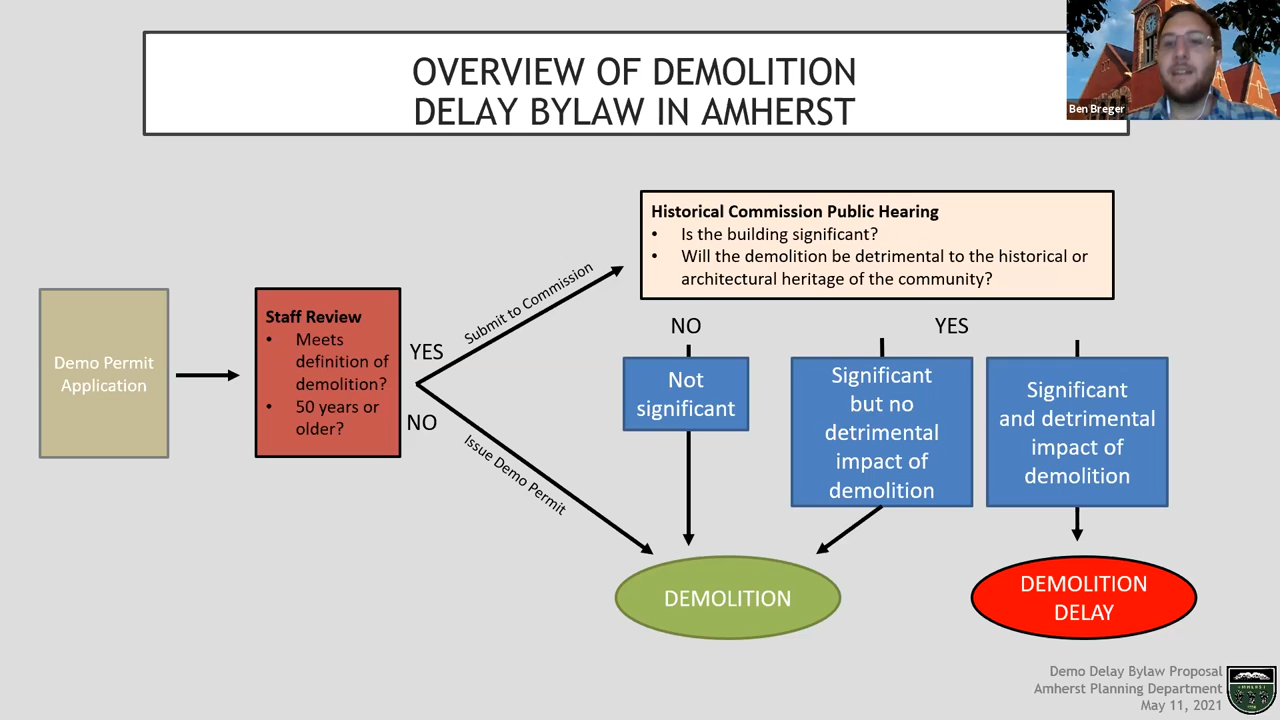 OVERVIEW OF DEMOLITION
DELAY BYLAW IN AMHERST
Ben Breger
Historical Commission Public Hearing
• Is the building significant?
• Will the demolition be detrimental to the historical or
architectural heritage of the community?
Demo Permit
Application
Staff Review
• Meets
definition of
demolition?
• 50 years or
older?
YES
NO
Submit to Commission
Issue Demo Permit
NO
YES
Not
significant
Significant
but no
detrimental
impact of
demolition
Significant
and detrimental
impact of
demolition
DEMOLITION
DEMOLITION
DELAY
Demo Delay Bylaw Proposal
Amherst Planning Department
May 11, 2021